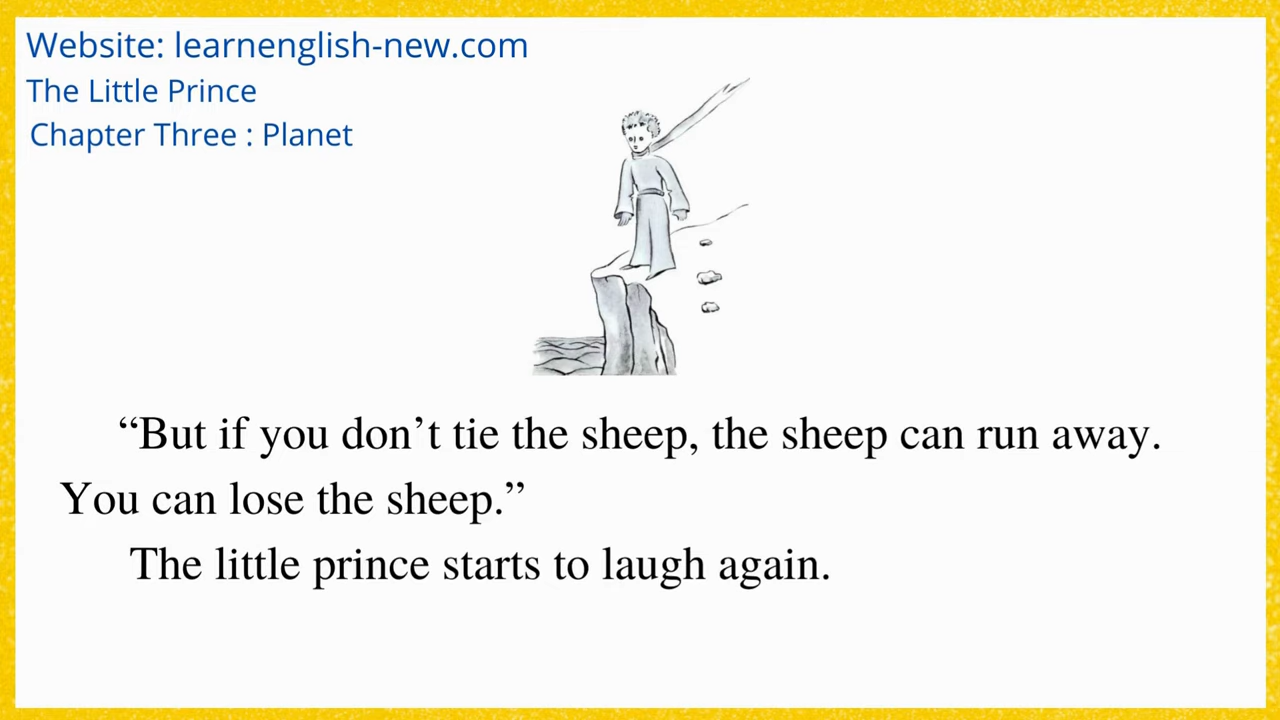 Website: learnenglish-new.com
The Little Prince
Chapter Three : Planet
“But if you don’t tie the sheep, the sheep can run away.
You can lose the sheep.”
The little prince starts to laugh again.